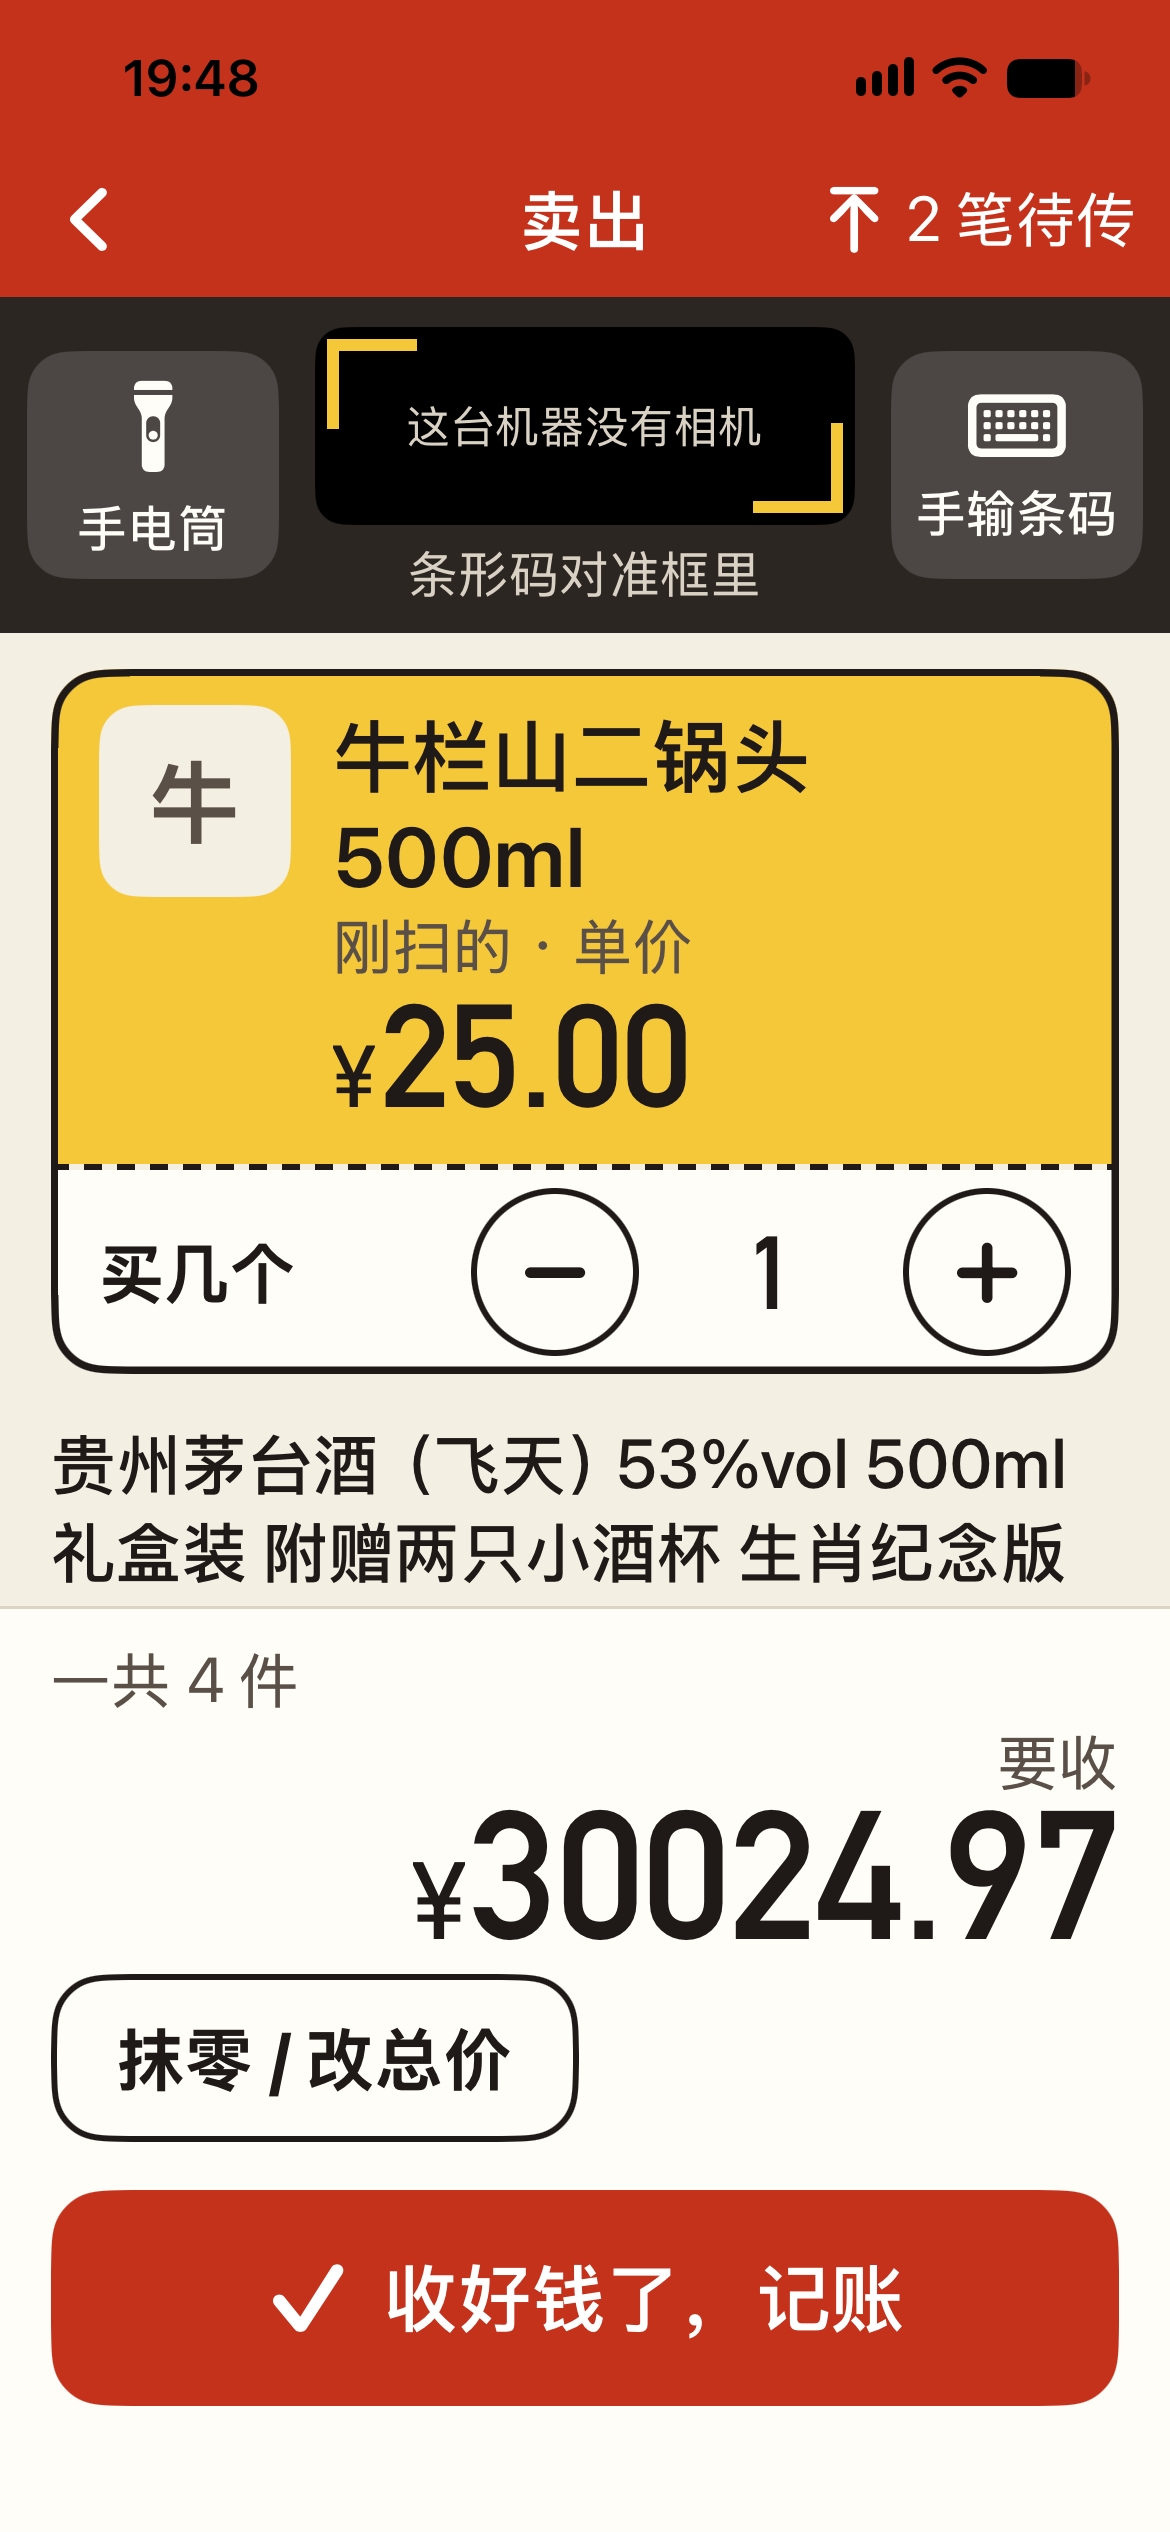 19:48
卖出
2 笔待传
手电筒
这台机器没有相机
条形码对准框里
手输条码
牛
牛栏山二锅头
500ml
刚扫的 · 单价
¥25.00
买几个
1
贵州茅台酒（飞天）53%vol 500ml
礼盒装 附赠两只小酒杯 生肖纪念版
一共 4 件
要收
¥30024.97
抹零 / 改总价
收好钱了，记账